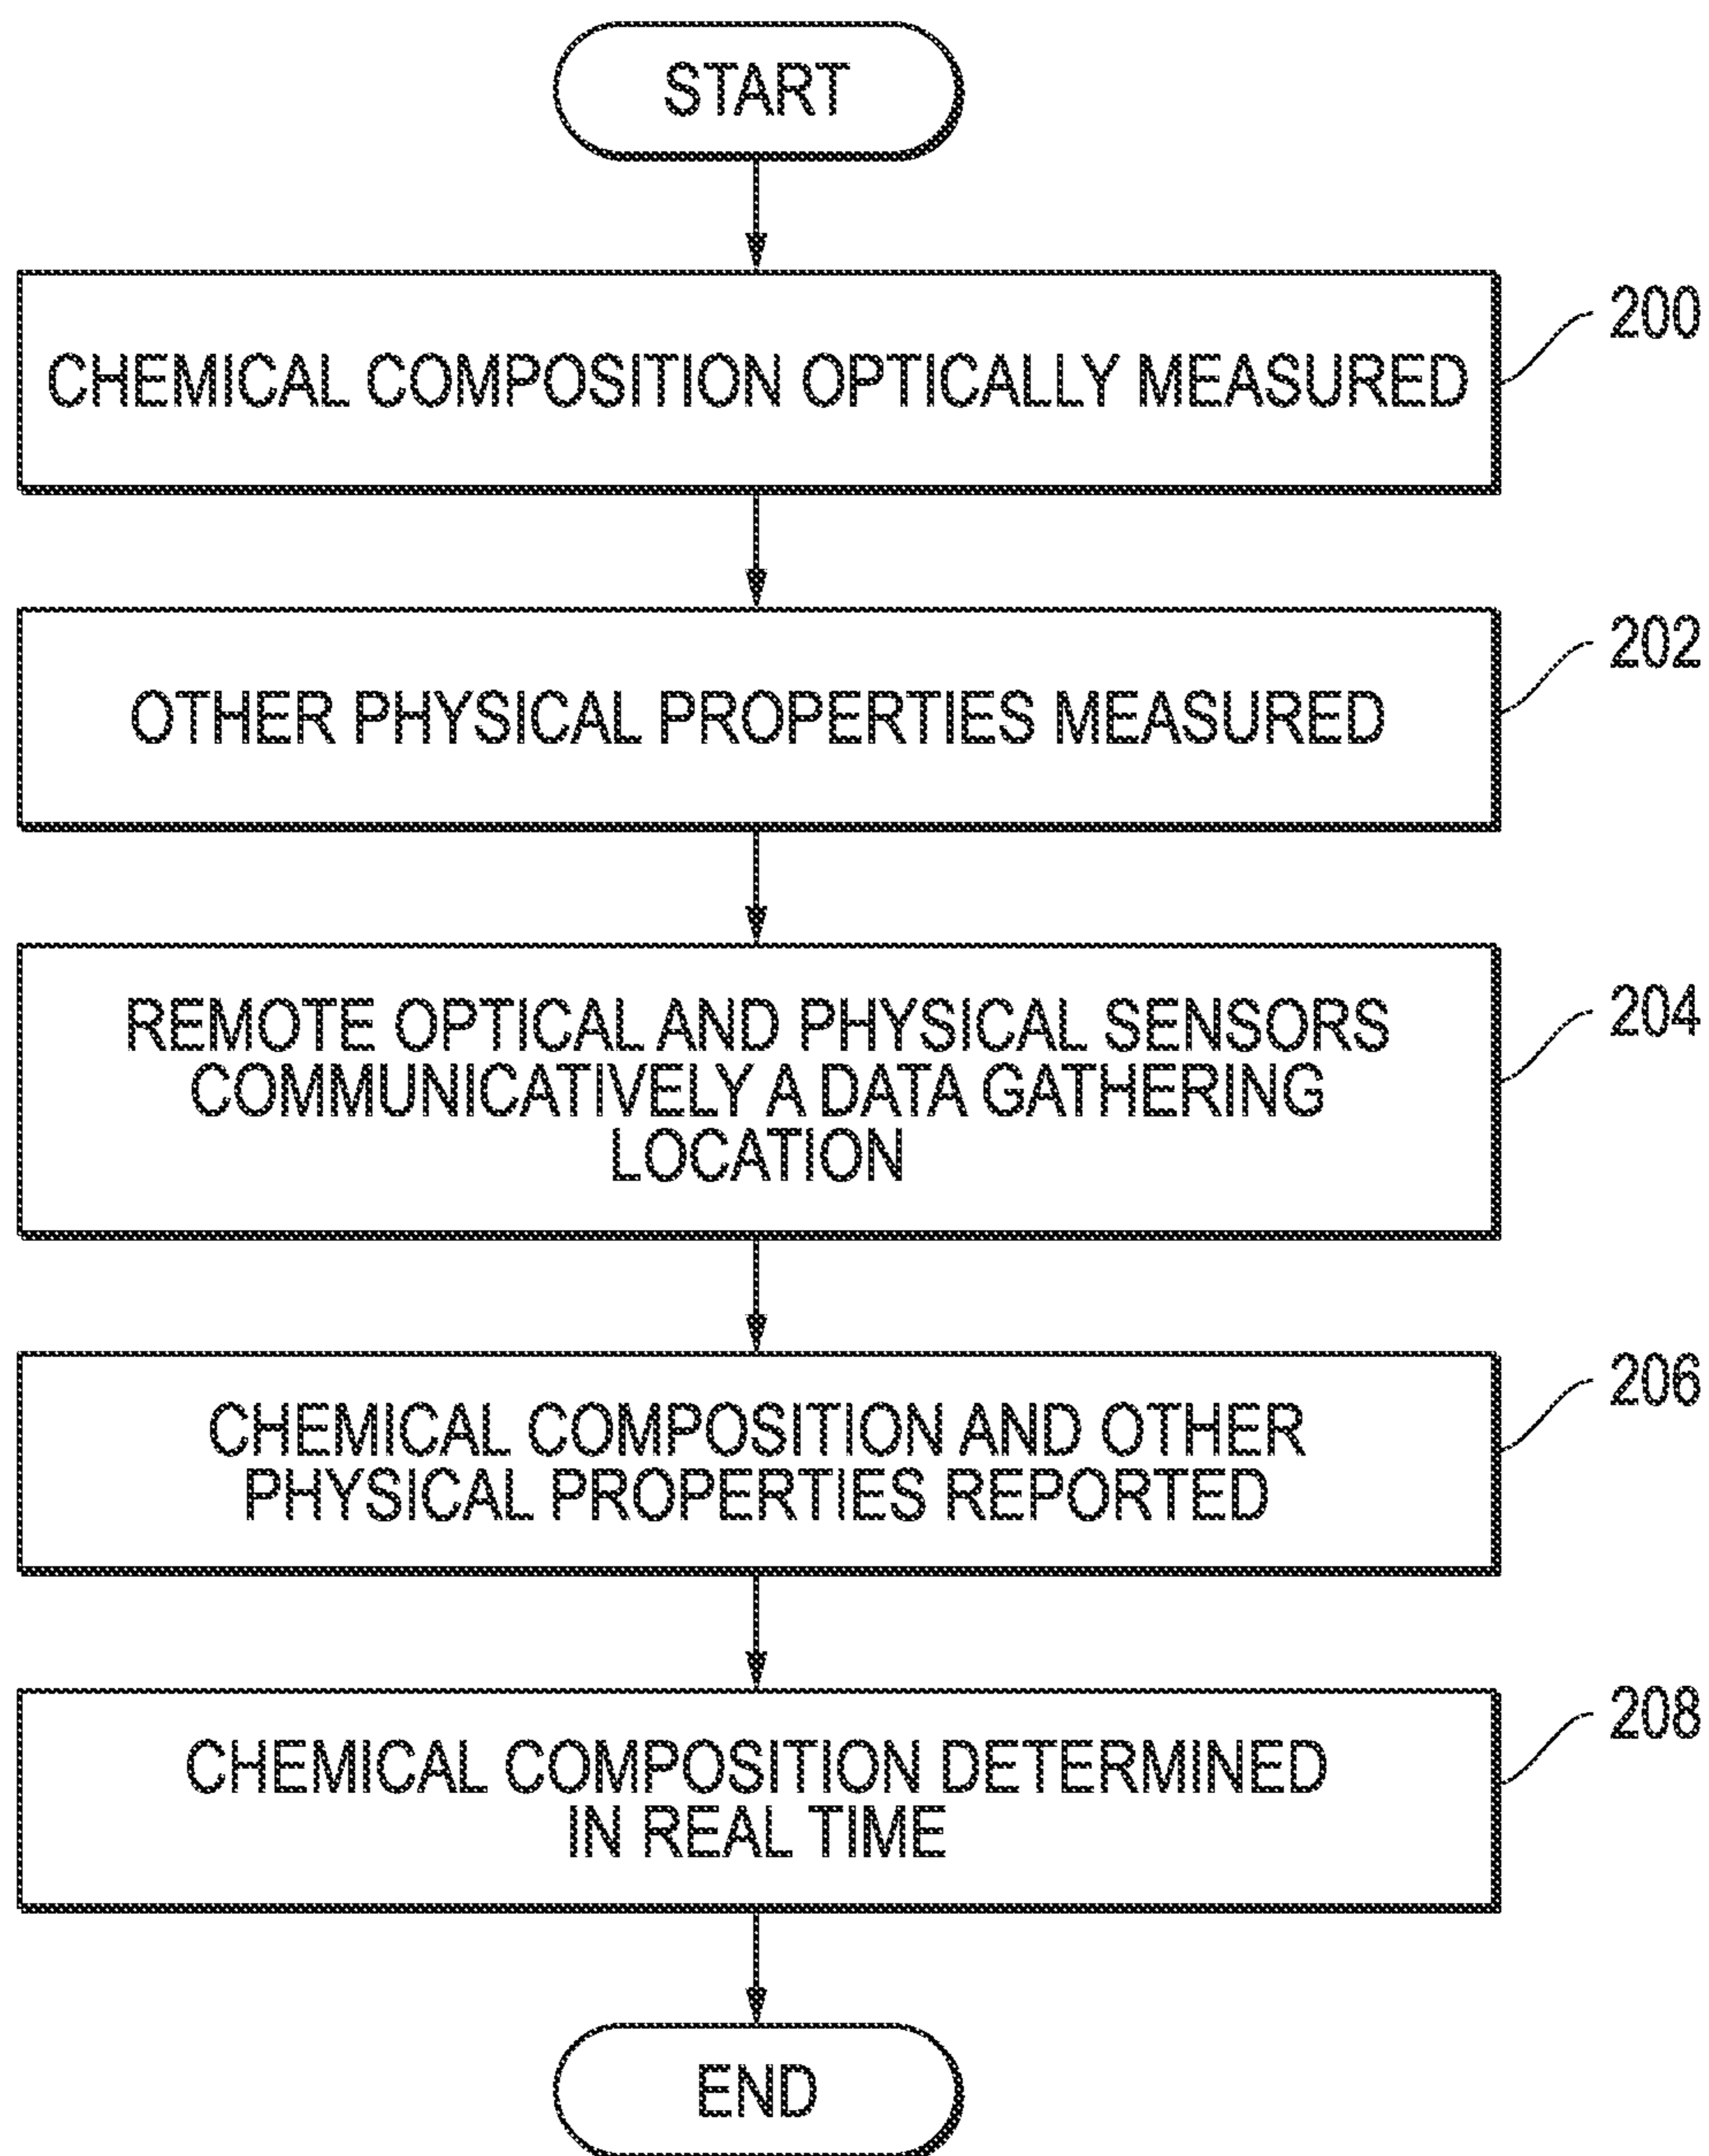 START
CHEMICAL COMPOSITION OPTICALLY MEASURED
200
OTHER PHYSICAL PROPERTIES MEASURED
202
REMOTE OPTICAL AND PHYSICAL SENSORS
COMMUNICATIVELY A DATA GATHERING
LOCATION
204
CHEMICAL COMPOSITION AND OTHER
PHYSICAL PROPERTIES REPORTED
206
CHEMICAL COMPOSITION DETERMINED
IN REAL TIME
208
END